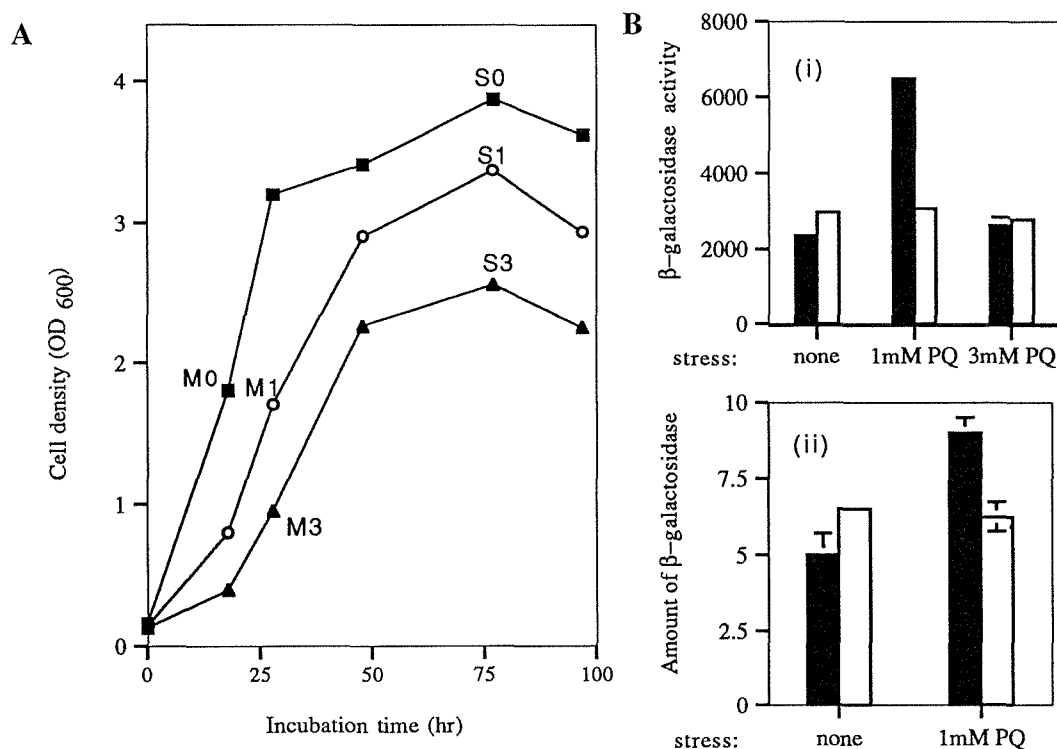 A
Cell density (OD 600)
4
3
2
1
0
S0
S1
S3
M0
M1
M3
0
25
50
75
100
Incubation time (hr)
B
(i)
β-galactosidase activity
8000
6000
4000
2000
0
stress:
none
1mM PQ
3mM PQ
(ii)
Amount of β-galactosidase
10
7.5
5
2.5
0
stress:
none
1mM PQ